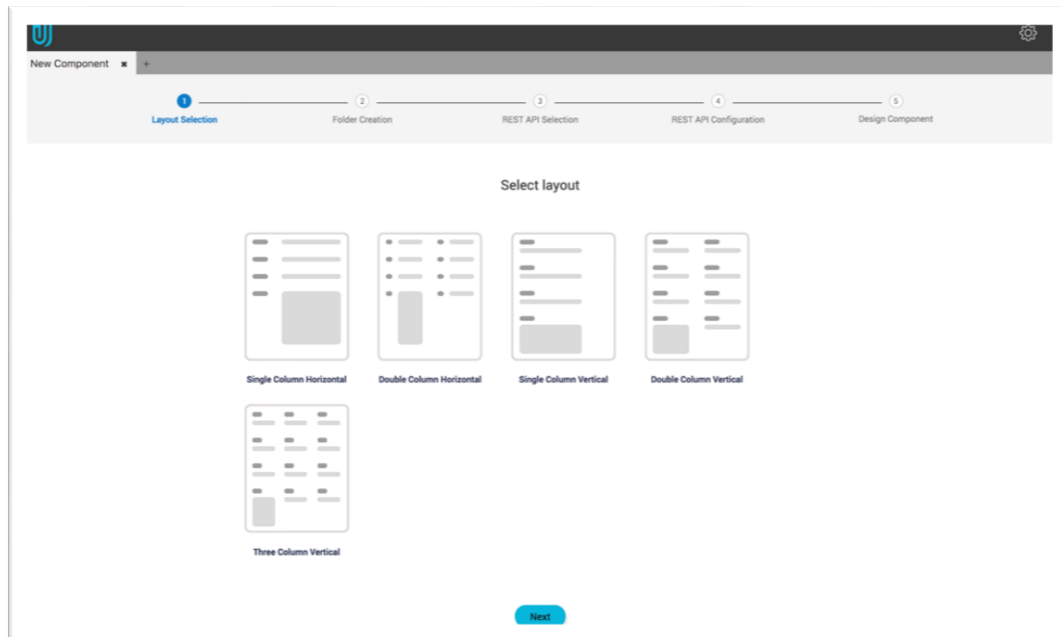 New Component ✖ +
1 2 3 4 5
Layout Selection Folder Creation REST API Selection REST API Configuration Design Component
Select layout
Single Column Horizontal Double Column Horizontal Single Column Vertical Double Column Vertical
Three Column Vertical
Next